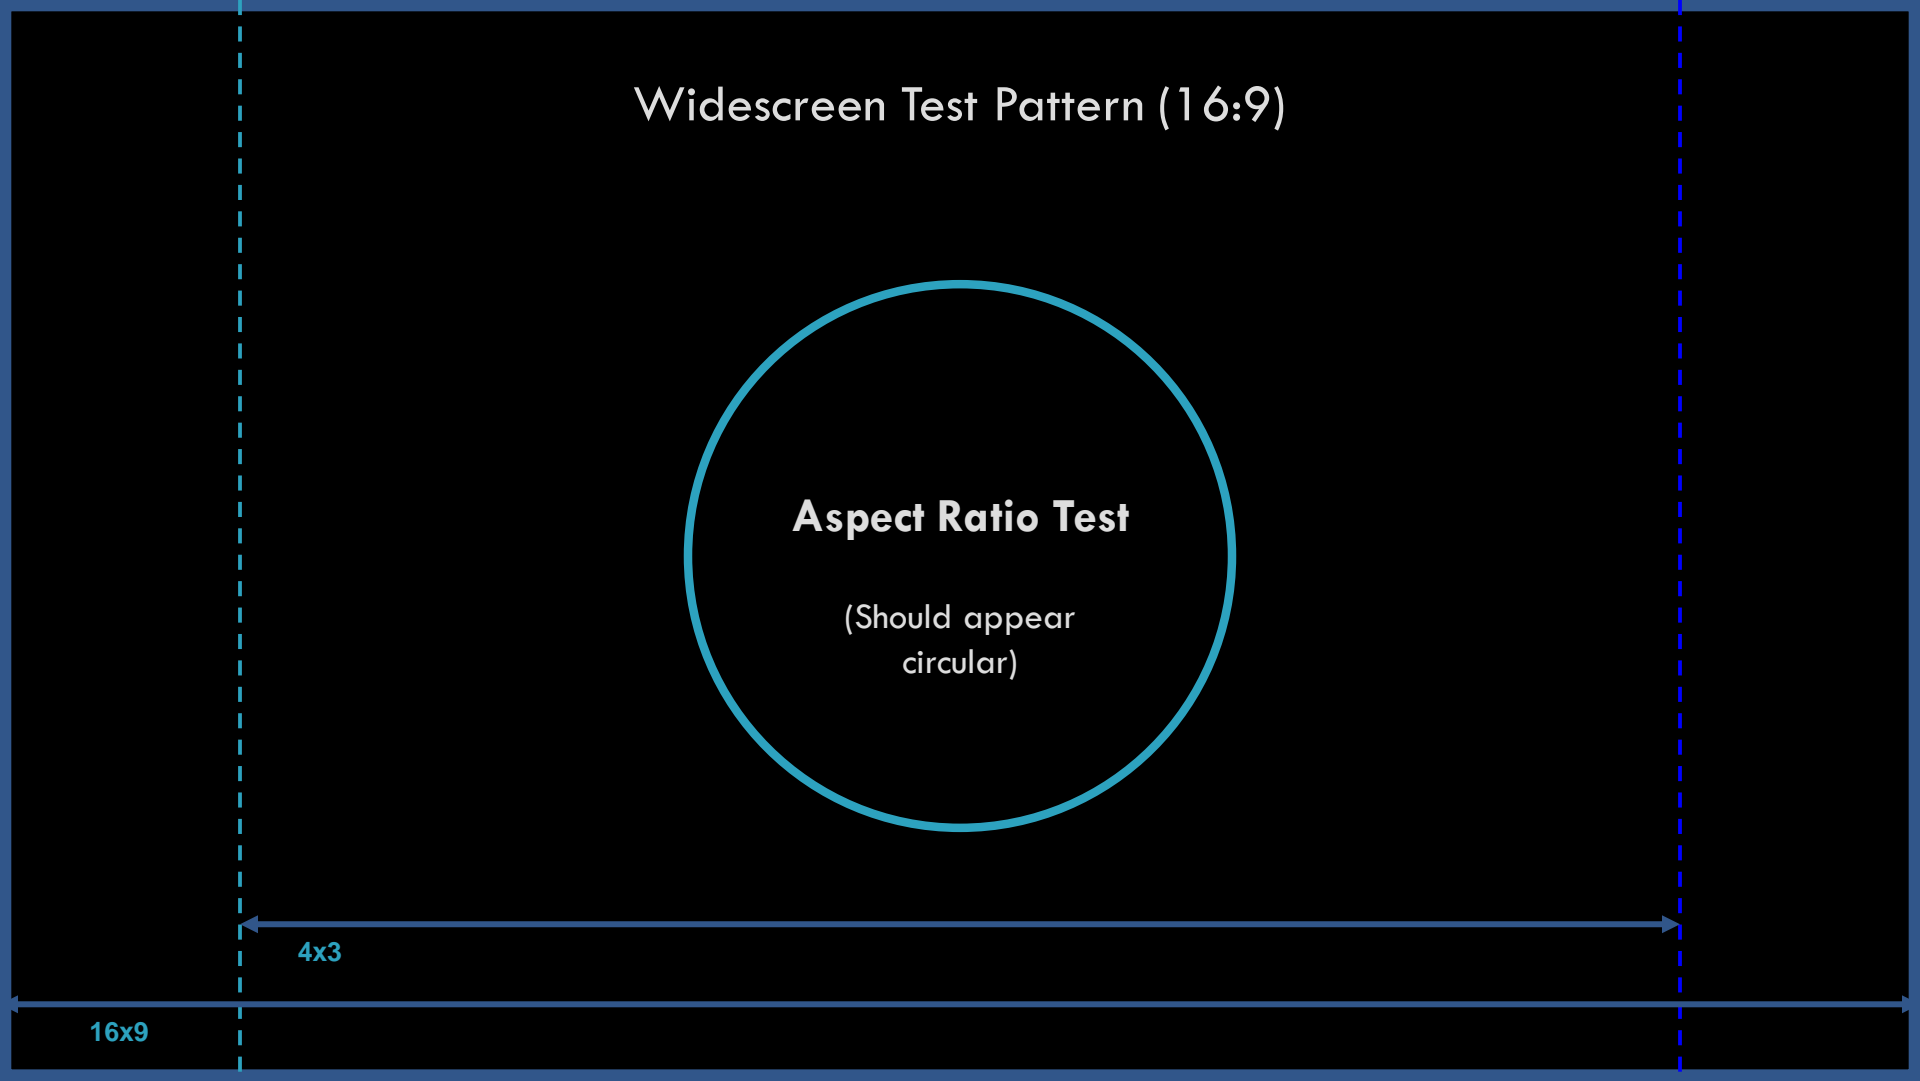 Widescreen Test Pattern (16:9)
Aspect Ratio Test
(Should appear
circular)
4x3
16x9